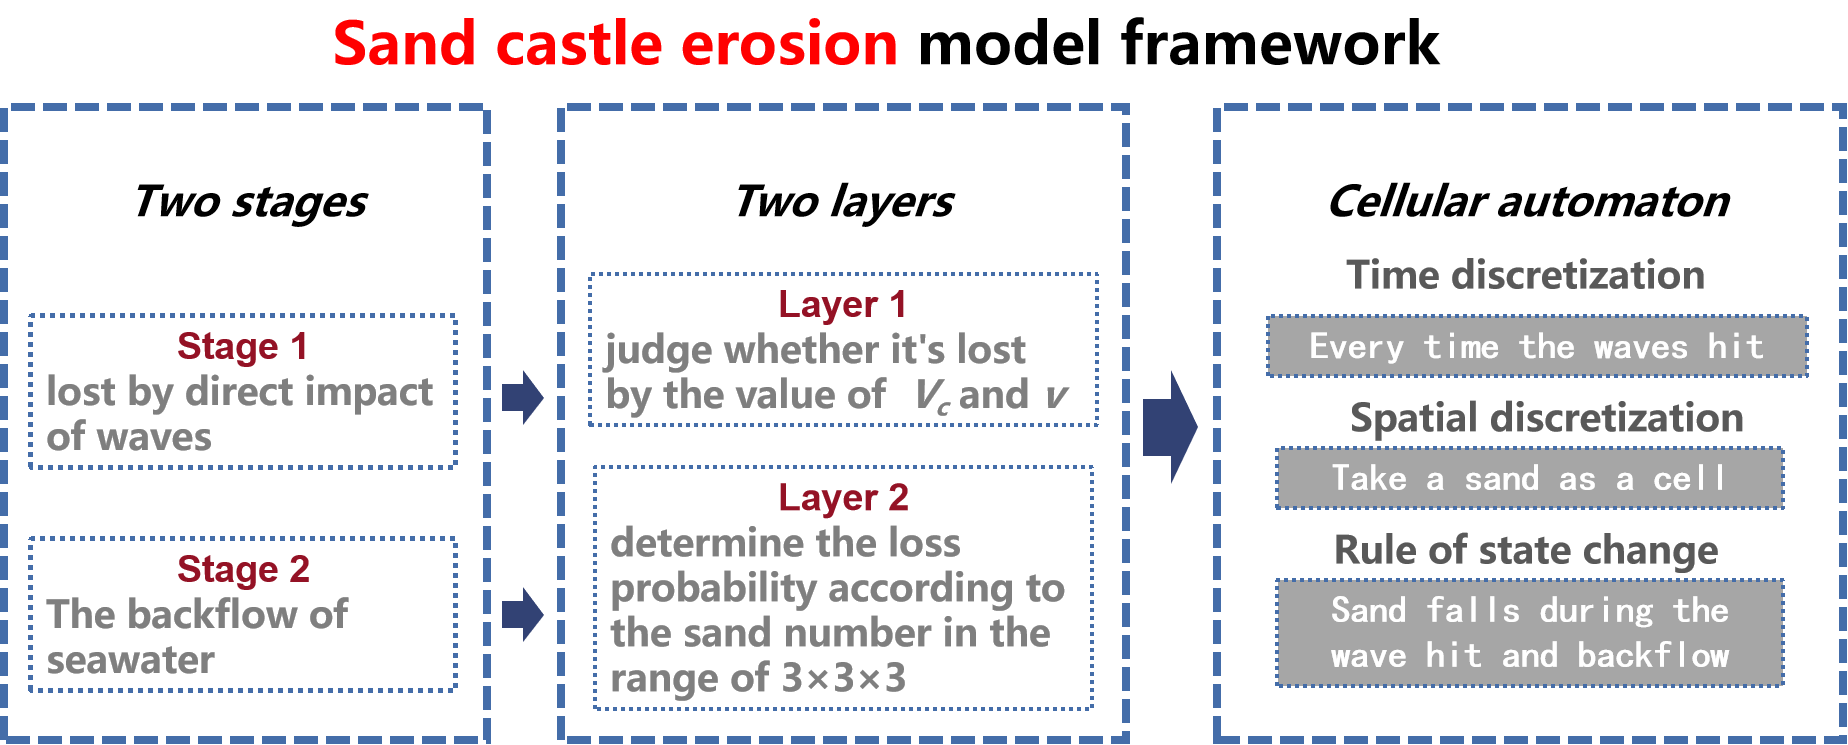 Sand castle erosion model framework
Two stages
Stage 1
lost by direct impact
of waves
Stage 2
The backflow of
seawater
Two layers
Layer 1
judge whether it's lost
by the value of Vc and v
Layer 2
determine the loss
probability according to
the sand number in the
range of 3×3×3
Cellular automaton
Time discretization
Every time the waves hit
Spatial discretization
Take a sand as a cell
Rule of state change
Sand falls during the
wave hit and backflow